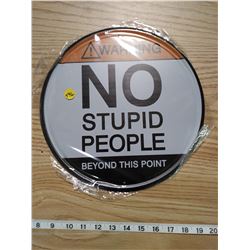 WARNING
NO
STUPID
PEOPLE
BEYOND THIS POINT
8 9 10 11 12 13 14 15 16 17 18 19 20